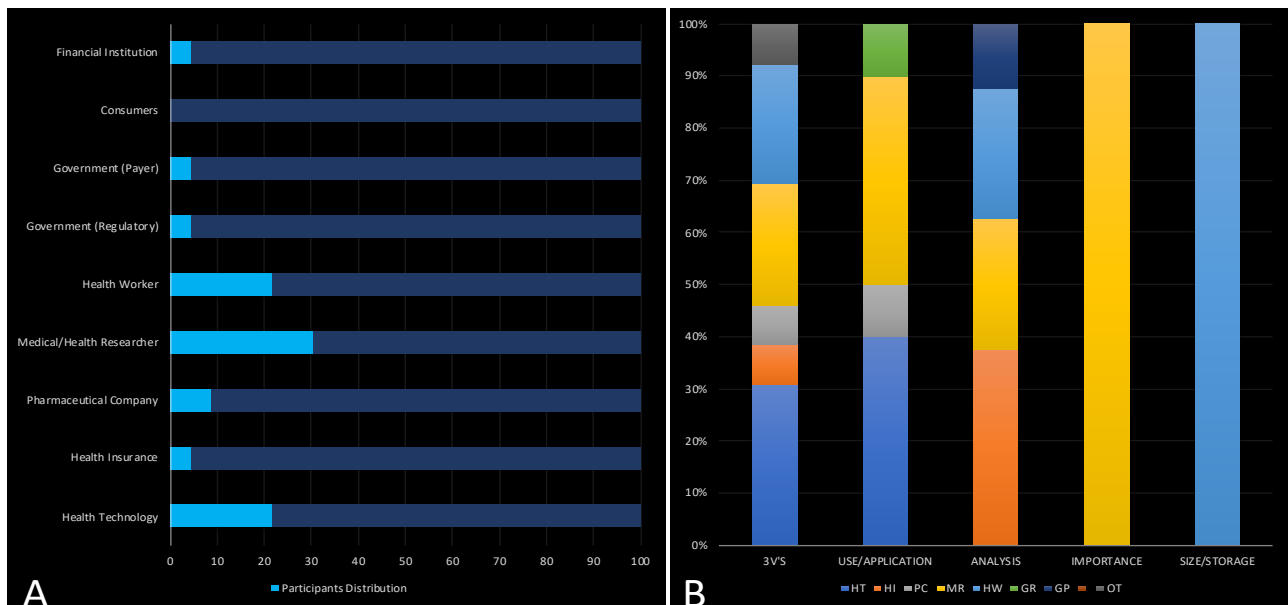 Financial Institution
Consumers
Government (Payer)
Government (Regulatory)
Health Worker
Medical/Health Researcher
Pharmaceutical Company
Health Insurance
Health Technology
0 10 20 30 40 50 60 70 80 90 100
Participants Distribution
A
100%
90%
80%
70%
60%
50%
40%
30%
20%
10%
0%
3V'S USE/APPLICATION ANALYSIS IMPORTANCE SIZE/STORAGE
HT HI PC MR HW GR GP OT
B